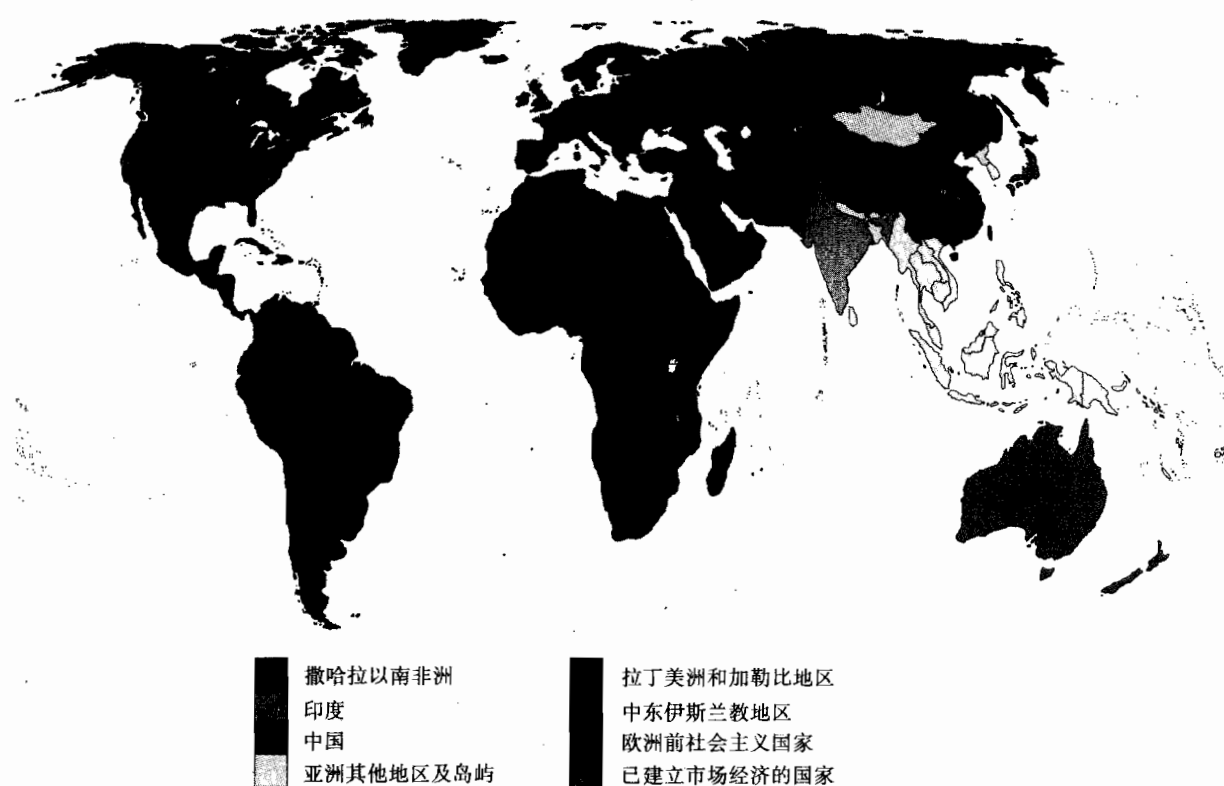 撒哈拉以南非洲
印度
中国
亚洲其他地区及岛屿
拉丁美洲和加勒比地区
中东伊斯兰教地区
欧洲前社会主义国家
已建立市场经济的国家